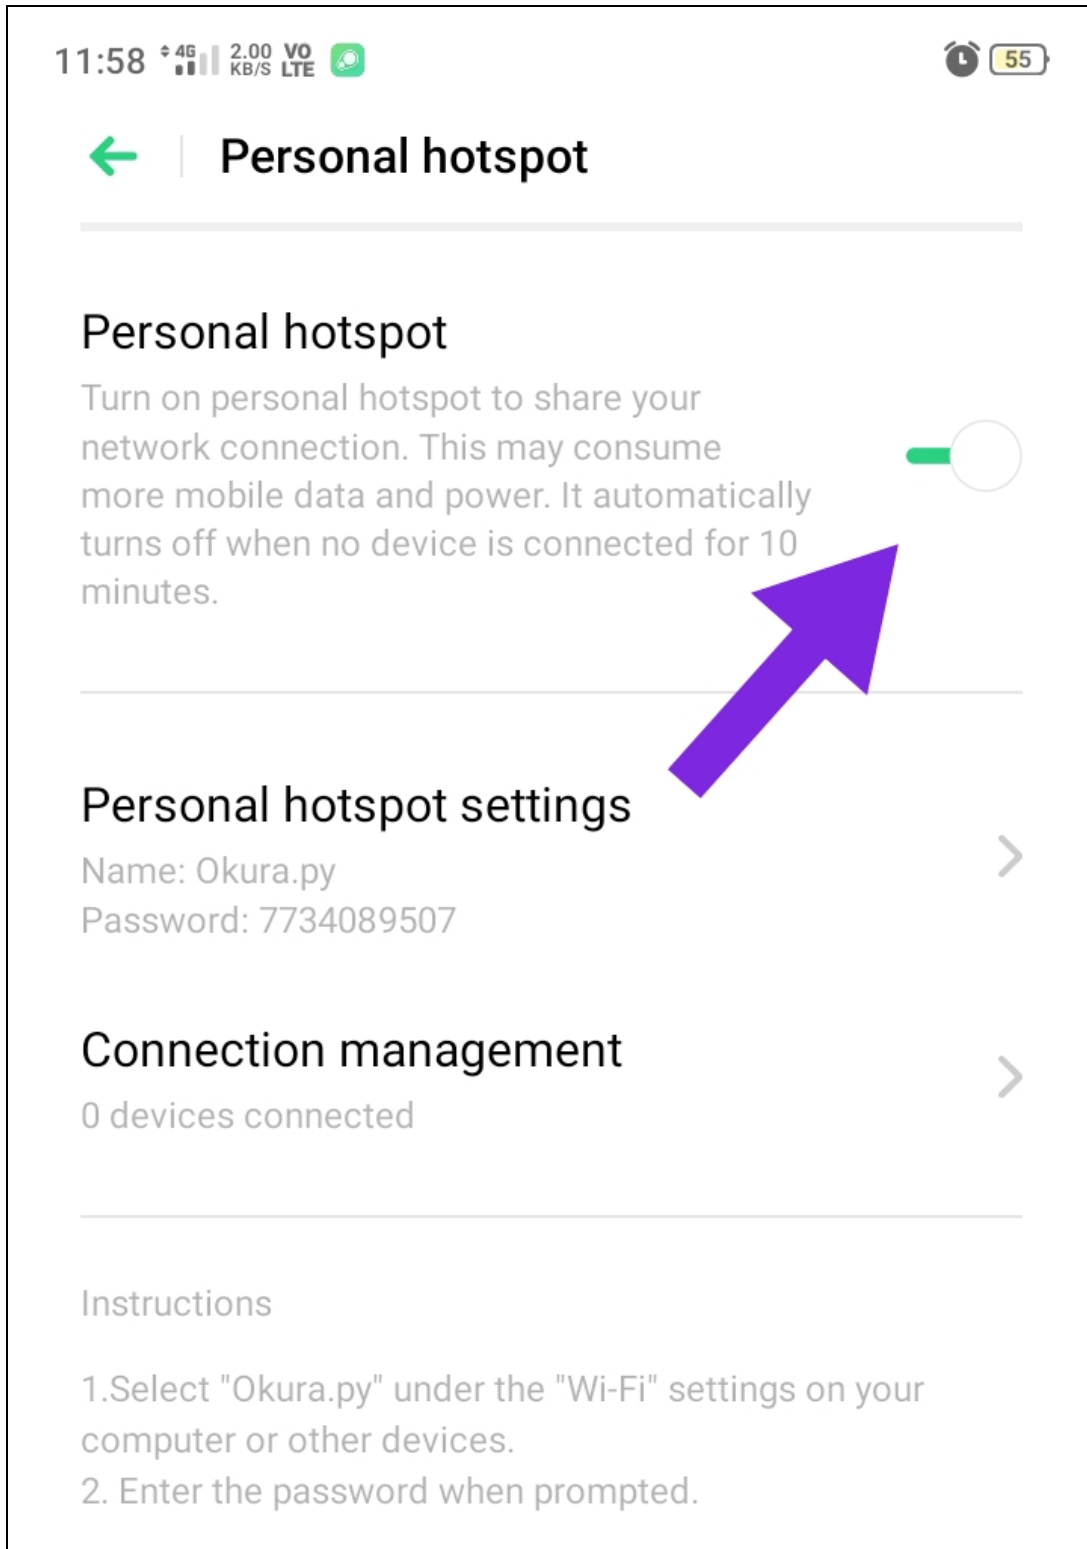 11:58 4G 2.00 KB/S VO LTE 55
Personal hotspot
Personal hotspot
Turn on personal hotspot to share your
network connection. This may consume
more mobile data and power. It automatically
turns off when no device is connected for 10
minutes.
Personal hotspot settings
Name: Okura.py
Password: 7734089507
Connection management
0 devices connected
Instructions
1.Select "Okura.py" under the "Wi-Fi" settings on your
computer or other devices.
2. Enter the password when prompted.